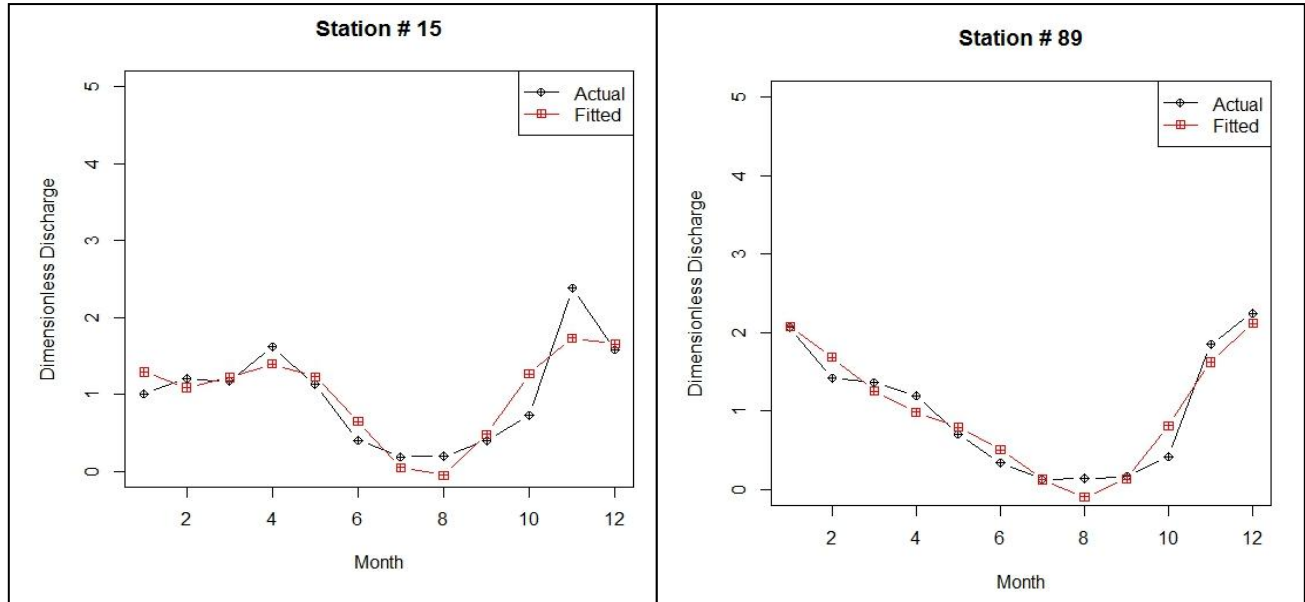 Station # 15
Actual
Fitted
Dimensionless Discharge
5
4
3
2
1
0
2 4 6 8 10 12
Month
Station # 89
Actual
Fitted
Dimensionless Discharge
5
4
3
2
1
0
2 4 6 8 10 12
Month